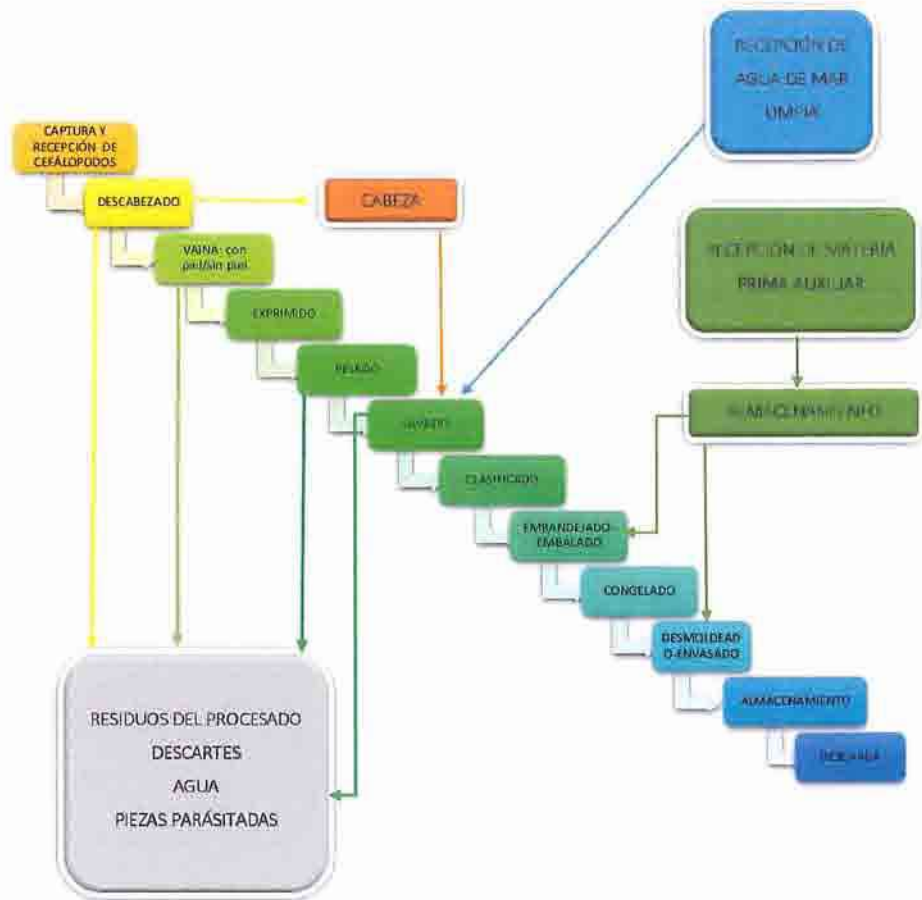 RECEPCIÓN DE
AGUA DE MAR
LIMPIA
CAPTURA Y
RECEPCIÓN DE
CEFÁLOPODOS
DESCABEZADO
CABEZA
VAINA: con
piel/sin piel
RECEPCIÓN DE MATERIA
PRIMA AUXILIAR
EXPRIMIDO
PELADO
ALMACENAMIENTO
LAVADO
CLASIFICADO
EMBANDEJADO-
EMBALADO
CONGELADO
DESMOLDEAD
O-ENVASADO
ALMACENAMIENTO
DESCARGA
RESIDUOS DEL PROCESADO
DESCARTES
AGUA
PIEZAS PARÁSITADAS